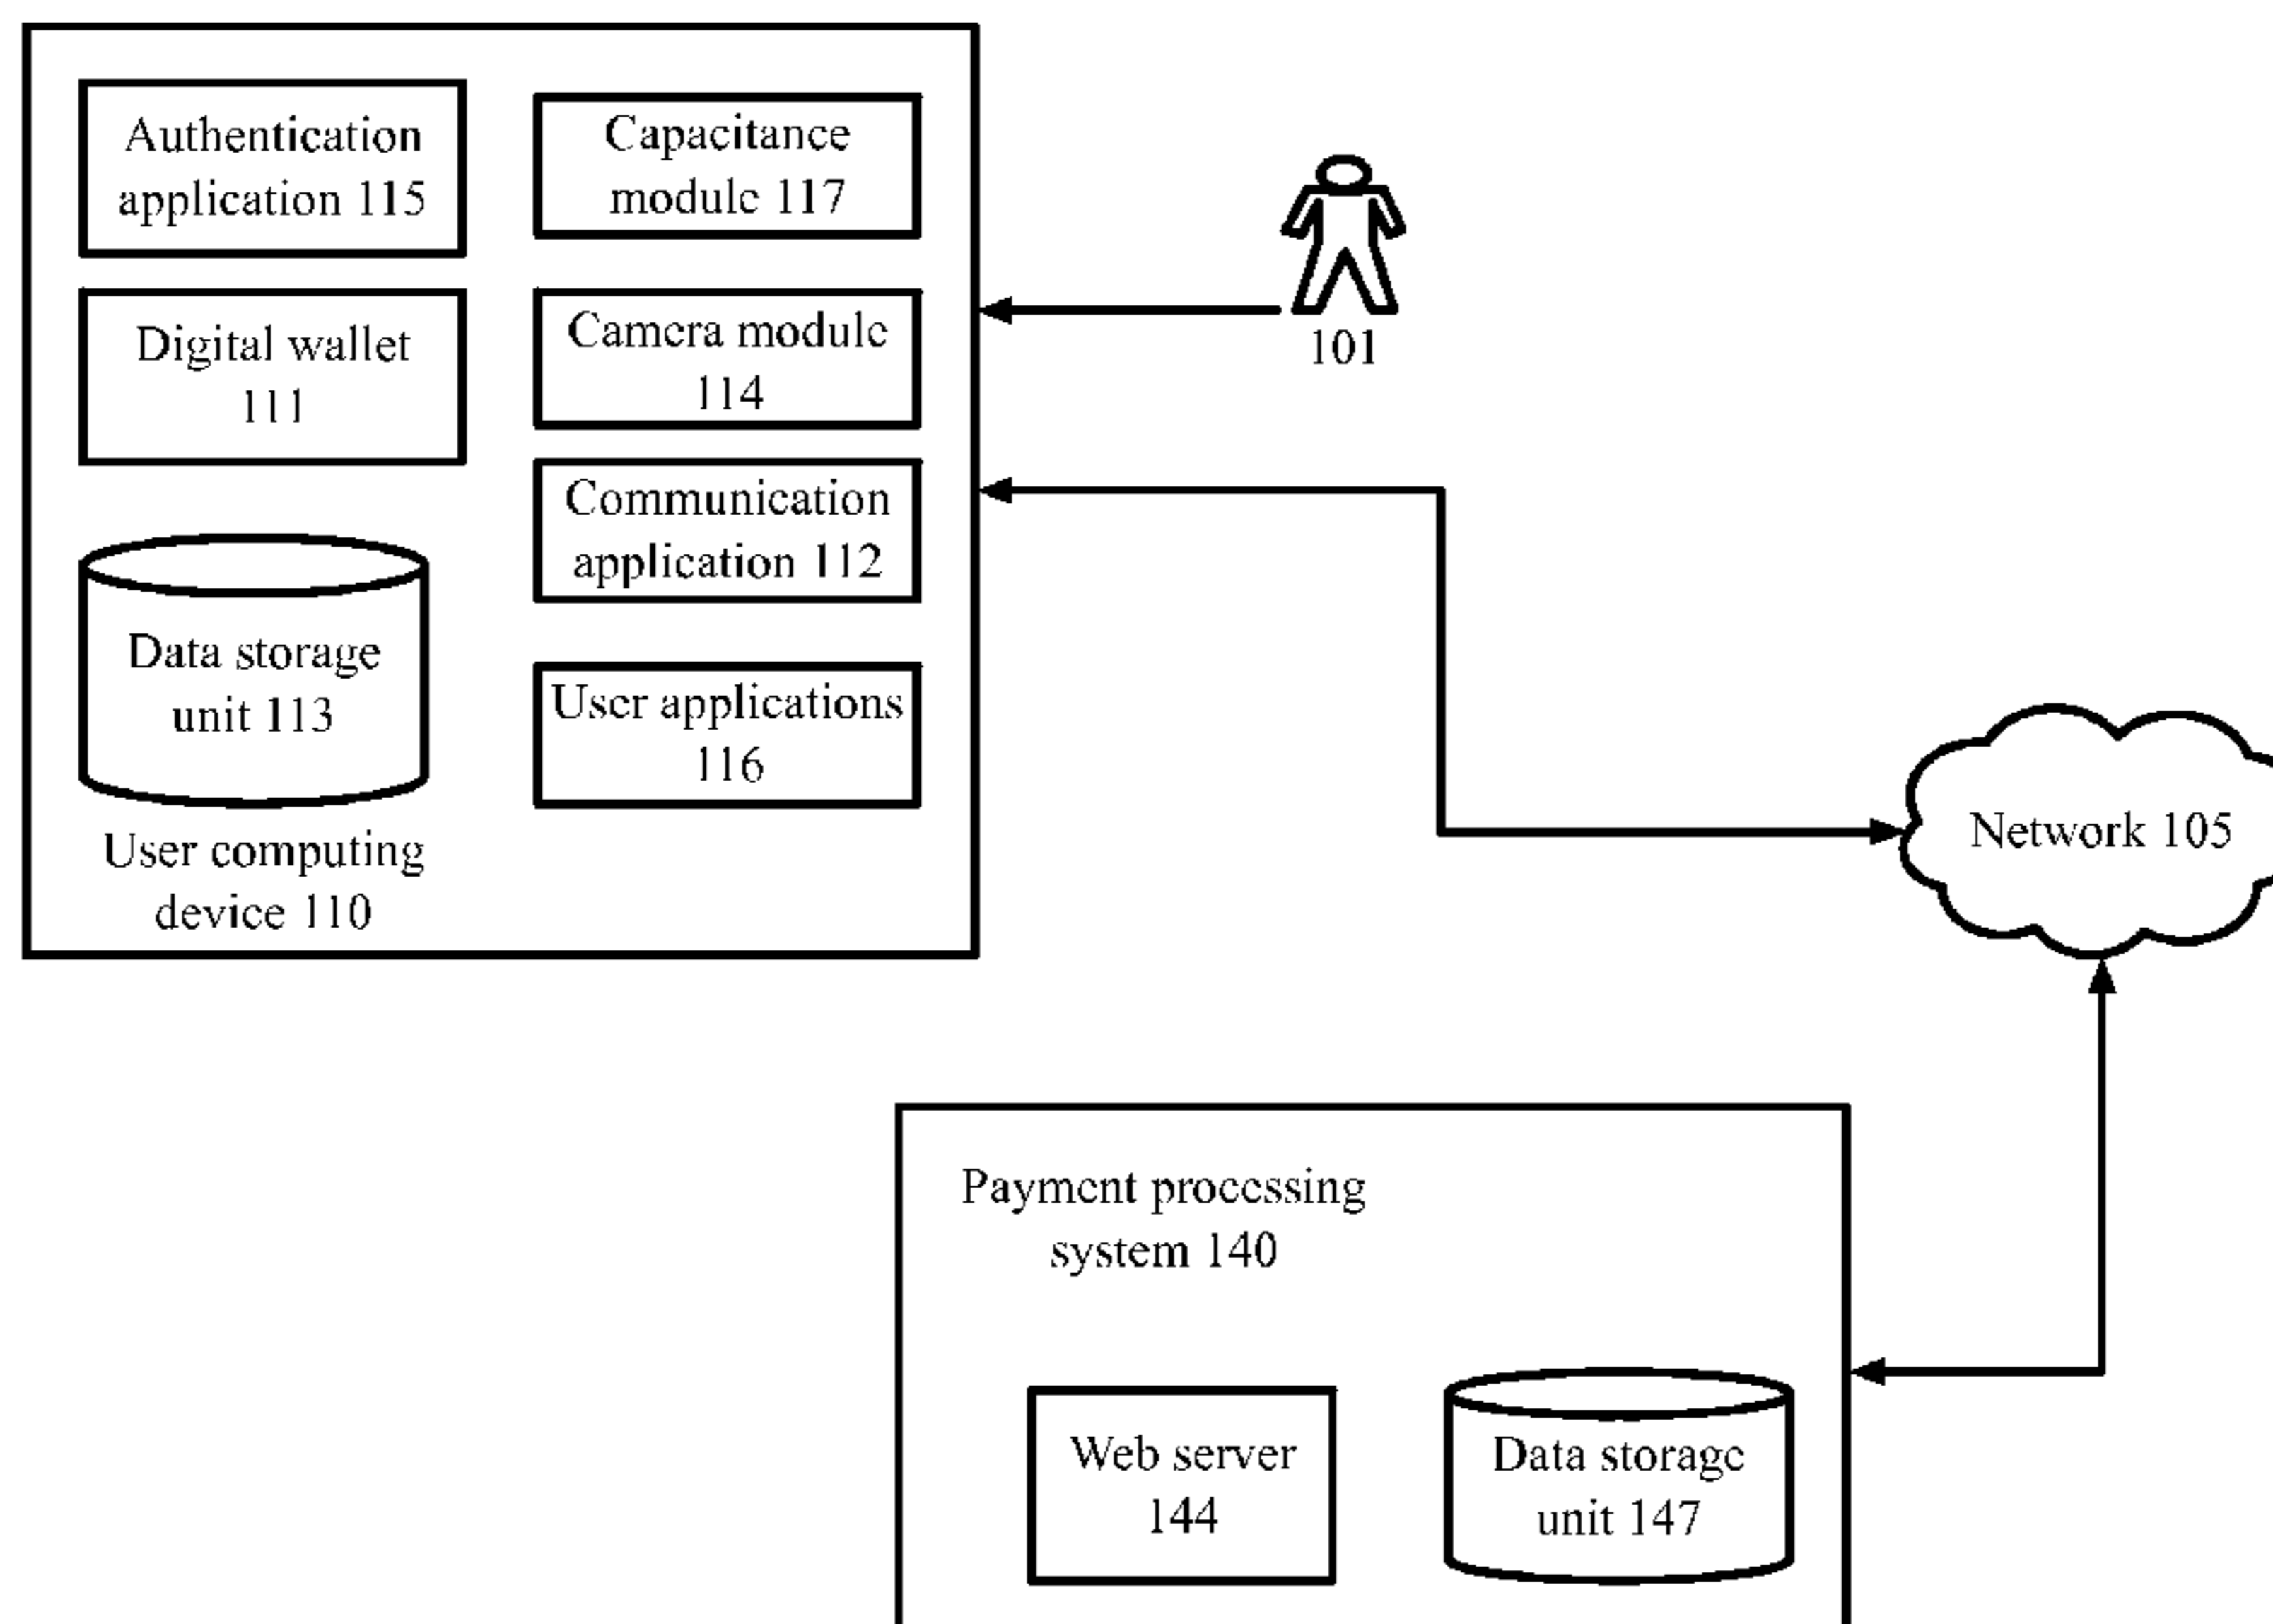 Authentication
application 115
Capacitance
module 117
Digital wallet
111
Camera module
114
101
Communication
application 112
Data storage
unit 113
User applications
116
User computing
device 110
Network 105
Payment processing
system 140
Web server
144
Data storage
unit 147